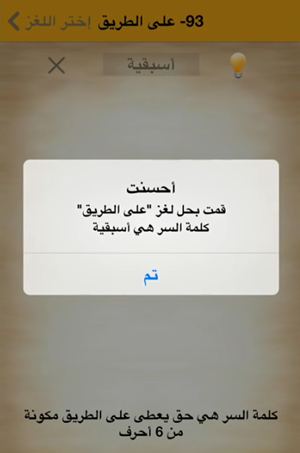 93- على الطريق إختر اللغز
أسبقية
أحسنت
قمت بحل لغز "على الطريق"
كلمة السر هي أسبقية
تم
كلمة السر هي حق يعطى على الطريق مكونة
من 6 أحرف